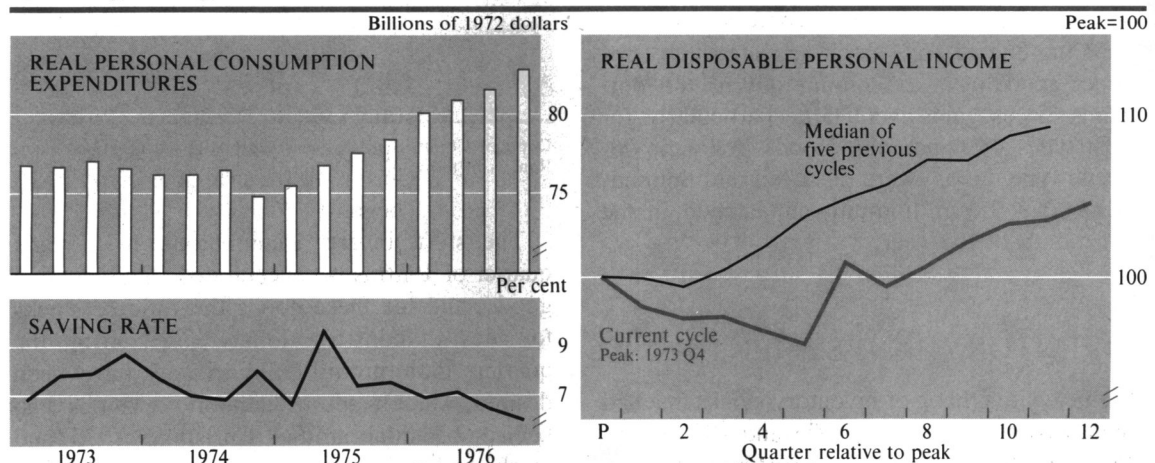 Billions of 1972 dollars
REAL PERSONAL CONSUMPTION
EXPENDITURES
80
75
Per cent
SAVING RATE
9
7
1973
1974
1975
1976
Peak=100
REAL DISPOSABLE PERSONAL INCOME
110
Median of
five previous
cycles
100
Current cycle
Peak: 1973 Q4
P
2
4
6
8
10
12
Quarter relative to peak